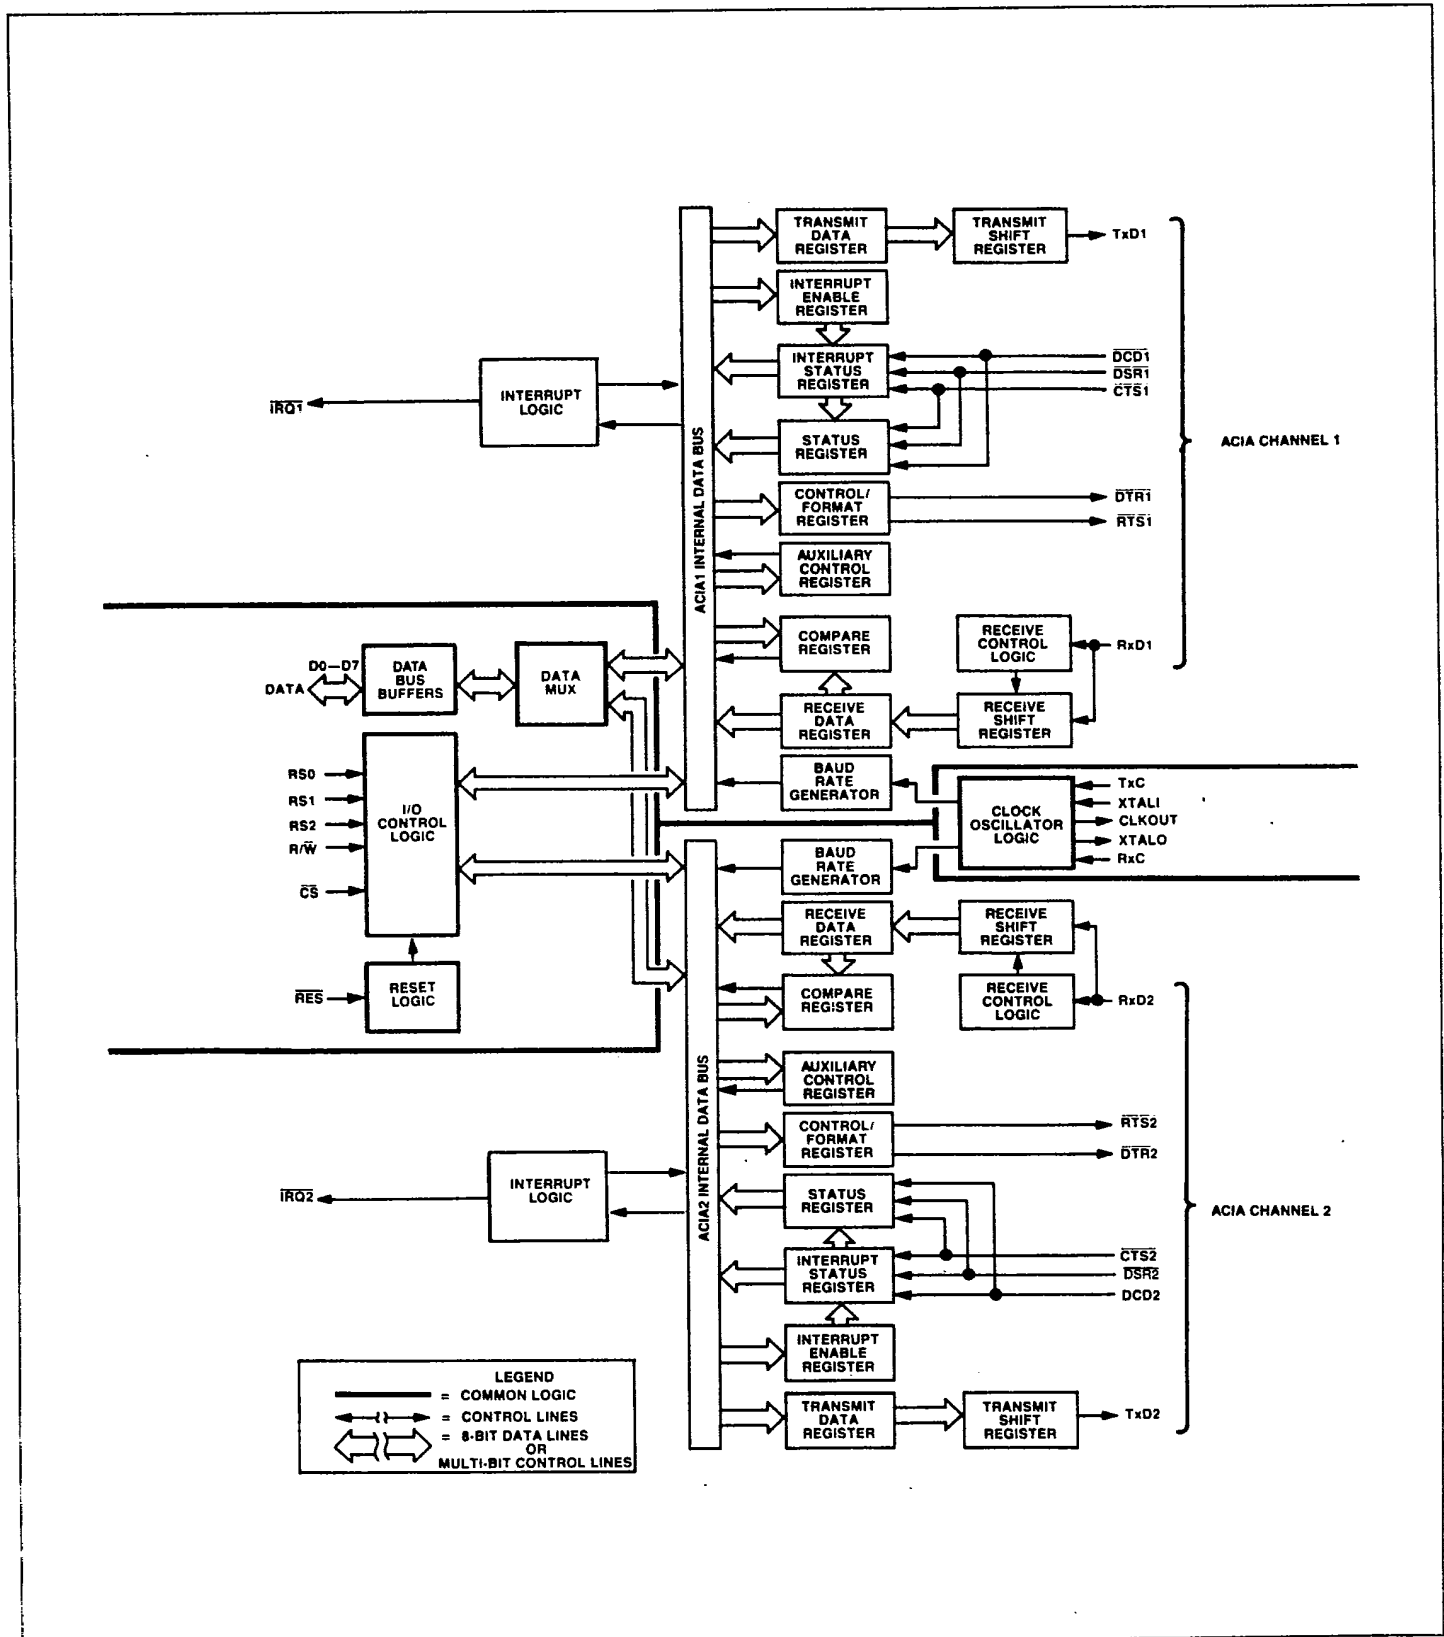 TRANSMIT
DATA
REGISTER
TRANSMIT
SHIFT
REGISTER
TxD1
INTERRUPT
ENABLE
REGISTER
INTERRUPT
STATUS
REGISTER
DCD1
DSR1
CTS1
INTERRUPT
LOGIC
IRQ1
STATUS
REGISTER
ACIA CHANNEL 1
ACIA1 INTERNAL DATA BUS
CONTROL/
FORMAT
REGISTER
DTR1
RTS1
AUXILIARY
CONTROL
REGISTER
COMPARE
REGISTER
RECEIVE
CONTROL
LOGIC
RxD1
D0—D7
DATA
DATA
BUS
BUFFERS
DATA
MUX
RECEIVE
DATA
REGISTER
RECEIVE
SHIFT
REGISTER
RS0
RS1
RS2
R/W
CS
I/O
CONTROL
LOGIC
BAUD
RATE
GENERATOR
CLOCK
OSCILLATOR
LOGIC
TxC
XTALI
CLKOUT
XTALO
RxC
BAUD
RATE
GENERATOR
RECEIVE
DATA
REGISTER
RECEIVE
SHIFT
REGISTER
RES
RESET
LOGIC
COMPARE
REGISTER
RECEIVE
CONTROL
LOGIC
RxD2
ACIA2 INTERNAL DATA BUS
AUXILIARY
CONTROL
REGISTER
CONTROL/
FORMAT
REGISTER
RTS2
DTR2
INTERRUPT
LOGIC
IRQ2
STATUS
REGISTER
ACIA CHANNEL 2
INTERRUPT
STATUS
REGISTER
CTS2
DSR2
DCD2
INTERRUPT
ENABLE
REGISTER
TRANSMIT
DATA
REGISTER
TRANSMIT
SHIFT
REGISTER
TxD2
LEGEND
= COMMON LOGIC
= CONTROL LINES
= 8-BIT DATA LINES
OR
MULTI-BIT CONTROL LINES